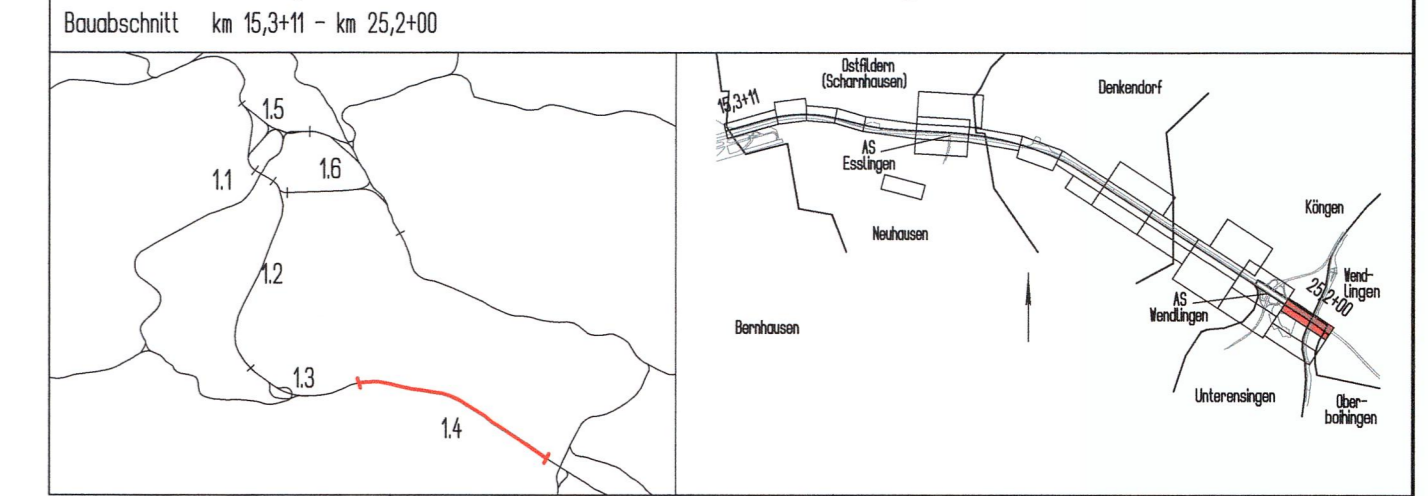 Bauabschnitt km 15,3+11 - km 25,2+00
1.5
1.6
1.1
1.2
1.3
1.4
15,3+11
Ostfildern
(Scharnhausen)
Denkendorf
AS
Esslingen
Neuhausen
Köngen
Wend-
lingen
25,2+00
AS
Wendlingen
Bernhausen
Unterensingen
Ober-
boihingen